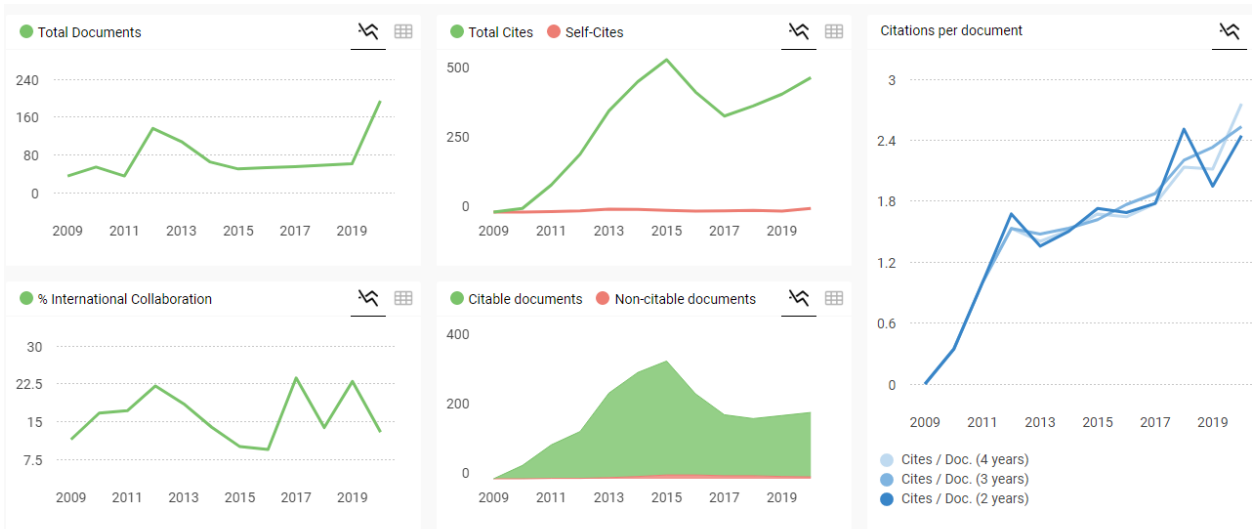 Total Documents
240
160
80
0
2009 2011 2013 2015 2017 2019
Total Cites Self-Cites
500
250
0
2009 2011 2013 2015 2017 2019
Citations per document
3
2.4
1.8
1.2
0.6
0
2009 2011 2013 2015 2017 2019
Cites / Doc. (4 years)
Cites / Doc. (3 years)
Cites / Doc. (2 years)
% International Collaboration
30
22.5
15
7.5
2009 2011 2013 2015 2017 2019
Citable documents Non-citable documents
400
200
0
2009 2011 2013 2015 2017 2019